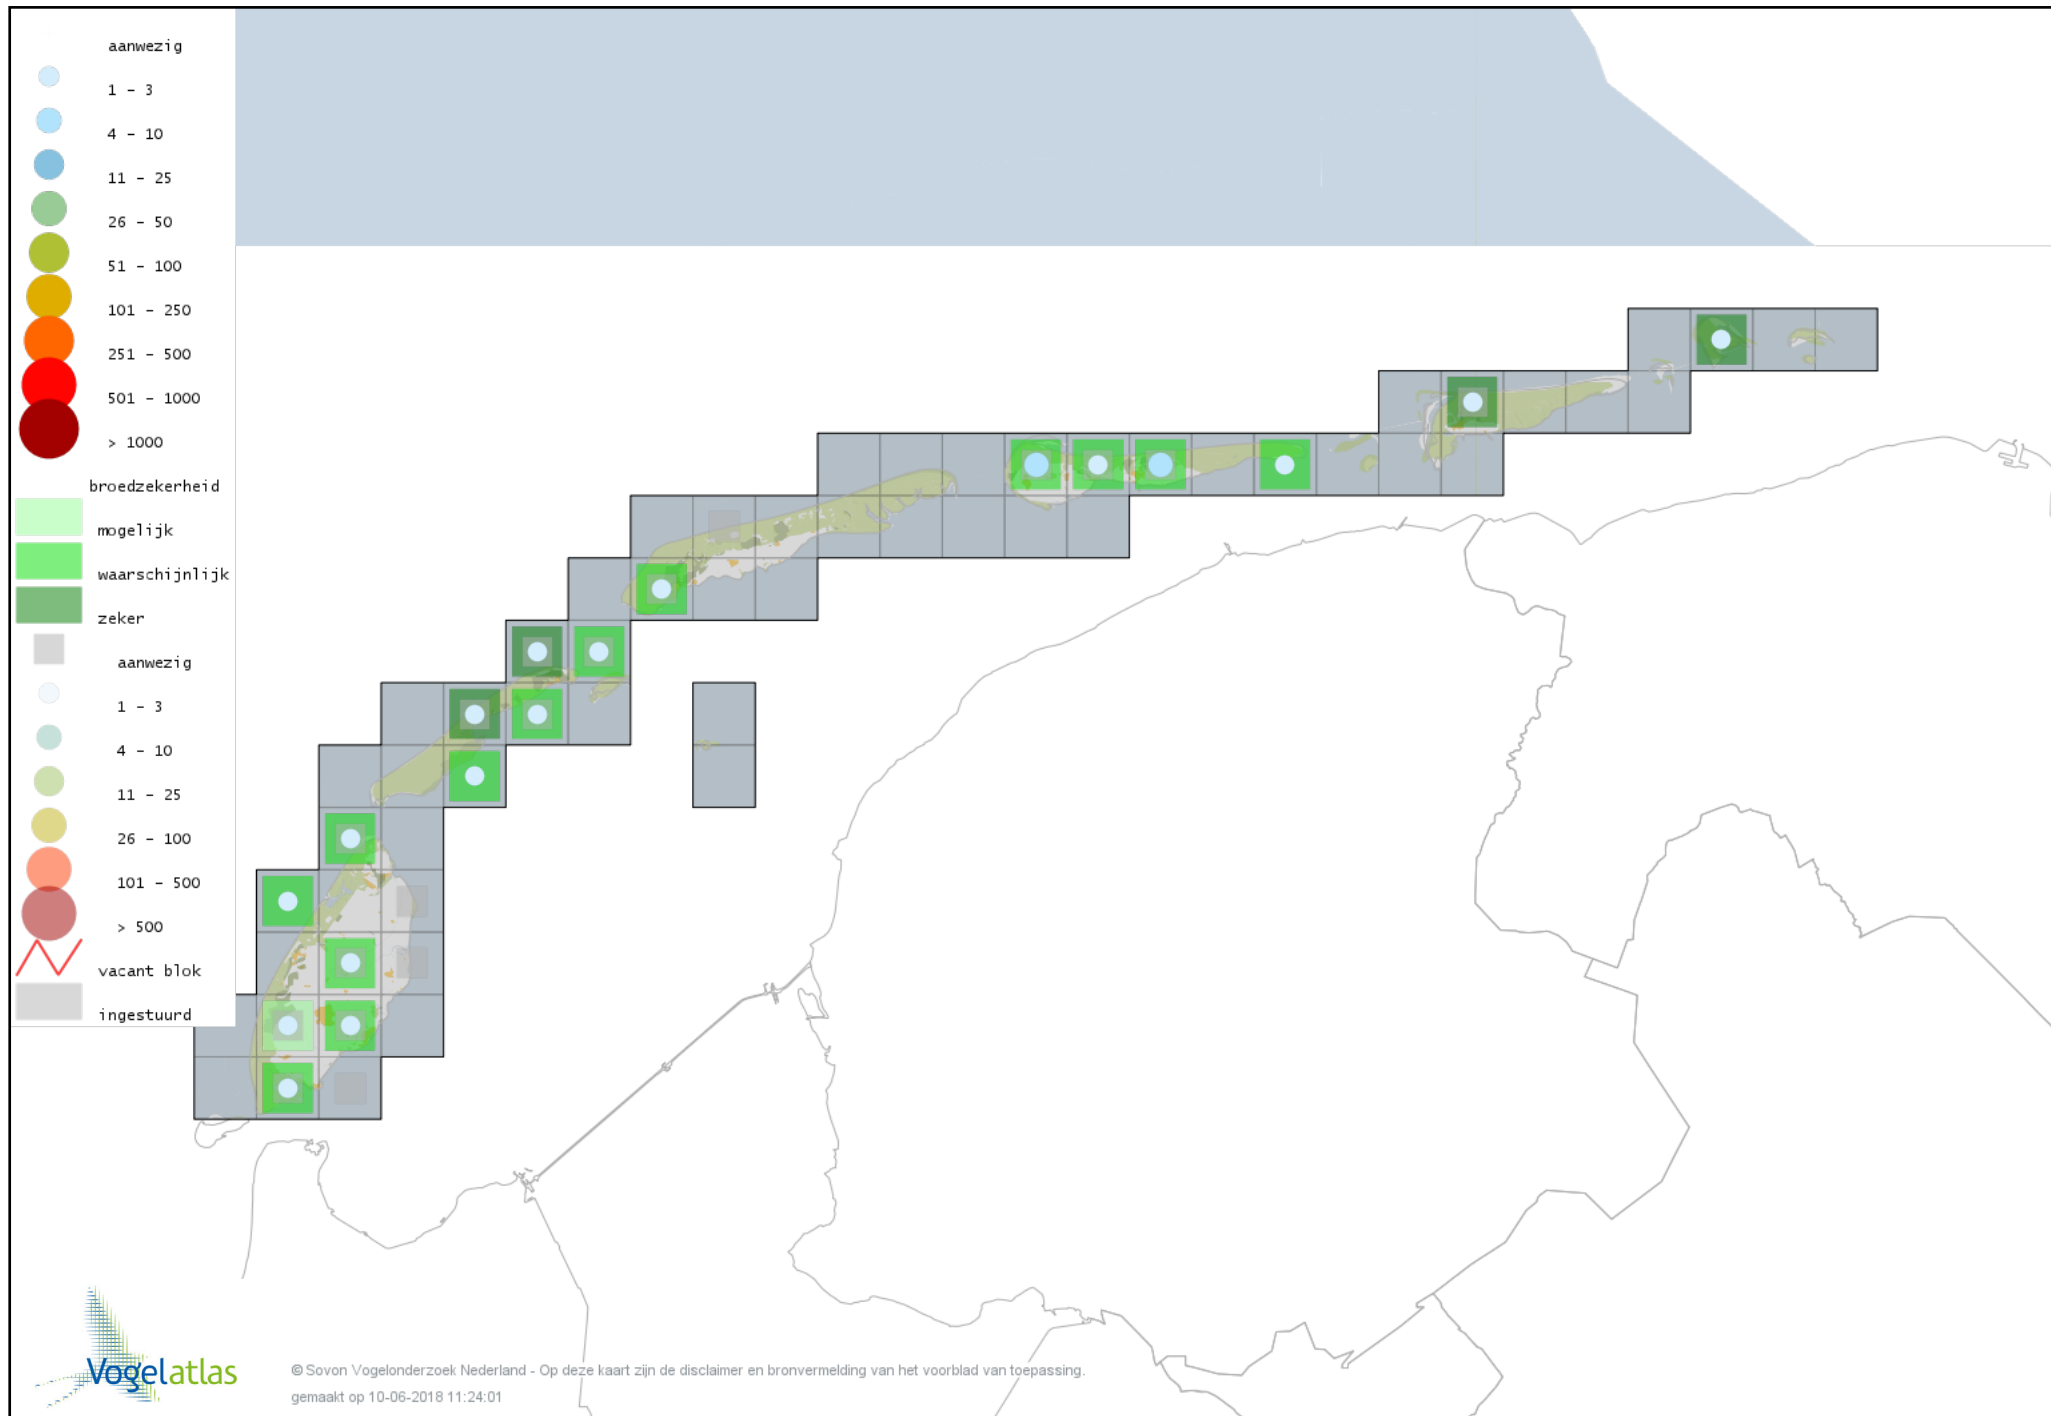 aanwezig
1 - 3
4 - 10
11 - 25
26 - 50
51 - 100
101 - 250
251 - 500
501 - 1000
> 1000
broedzekerheid
mogelijk
waarschijnlijk
zeker
aanwezig
1 - 3
4 - 10
11 - 25
26 - 100
101 - 500
> 500
vacant blok
ingestuurd
Vogelatlas
© Sovon Vogelonderzoek Nederland - Op deze kaart zijn de disclaimer en bronvermelding van het voorblad van toepassing.
gemaakt op 10-06-2018 11:24:01